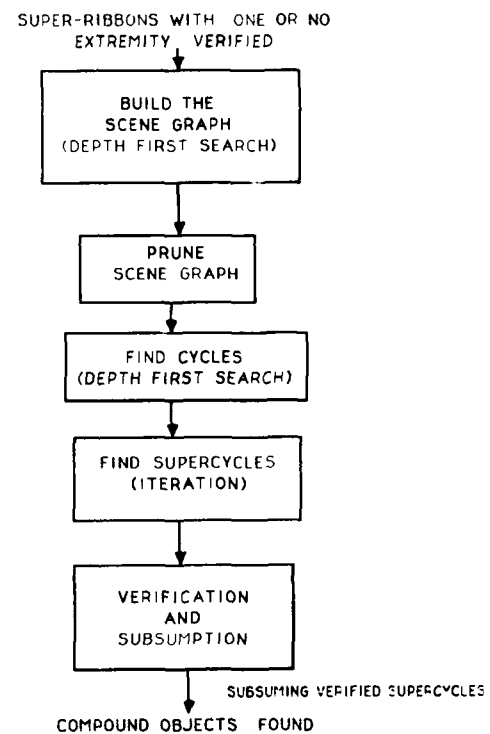 SUPER-RIBBONS WITH ONE OR NO
EXTREMITY VERIFIED
BUILD THE
SCENE GRAPH
(DEPTH FIRST SEARCH)
PRUNE
SCENE GRAPH
FIND CYCLES
(DEPTH FIRST SEARCH)
FIND SUPERCYCLES
(ITERATION)
VERIFICATION
AND
SUBSUMPTION
SUBSUMING VERIFIED SUPERCYCLES
COMPOUND OBJECTS FOUND